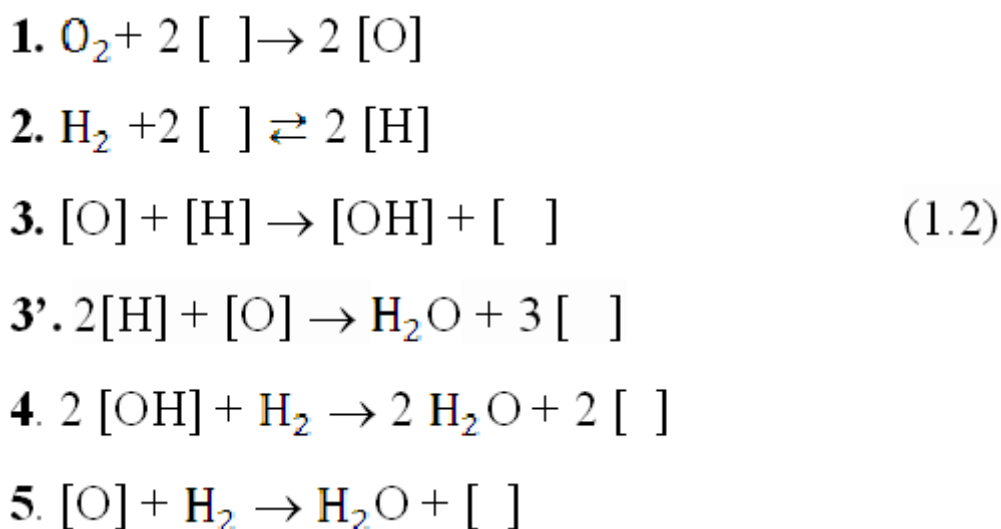 1. O₂+ 2 [ ]→ 2 [O]
2. H₂ +2 [ ] ⇄ 2 [H]
3. [O] + [H] → [OH] + [ ] (1.2)
3’. 2[H] + [O] → H₂O + 3 [ ]
4. 2 [OH] + H₂ → 2 H₂O + 2 [ ]
5. [O] + H₂ → H₂O + [ ]